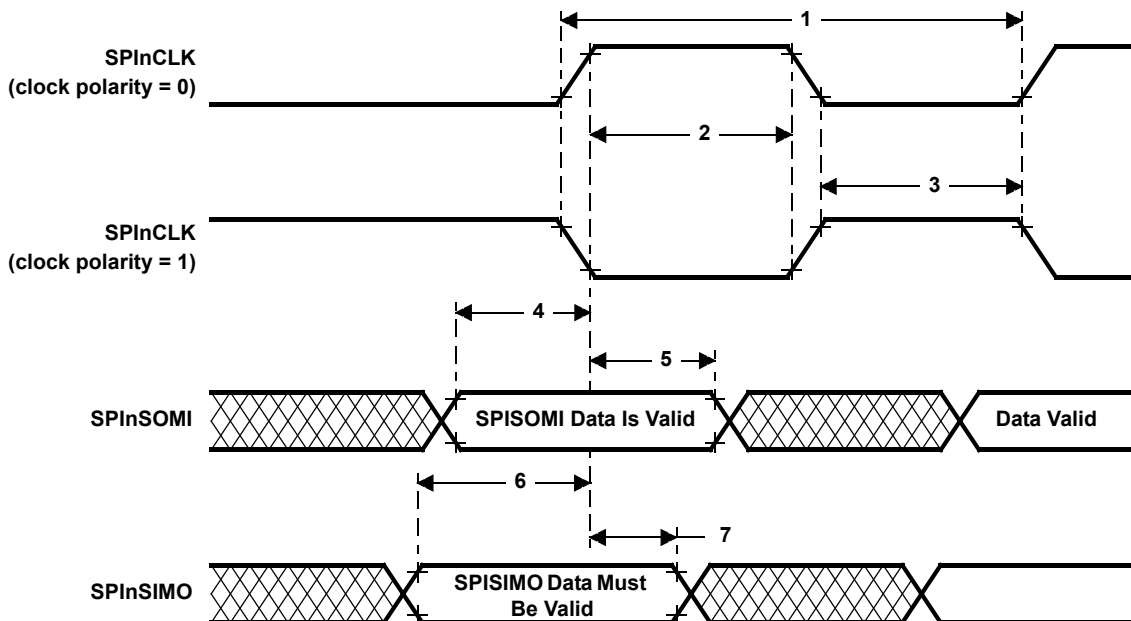 1
SPInCLK
(clock polarity = 0)
2
3
SPInCLK
(clock polarity = 1)
4
5
SPInSOMI
SPISOMI Data Is Valid
Data Valid
6
7
SPInSIMO
SPISIMO Data Must
Be Valid